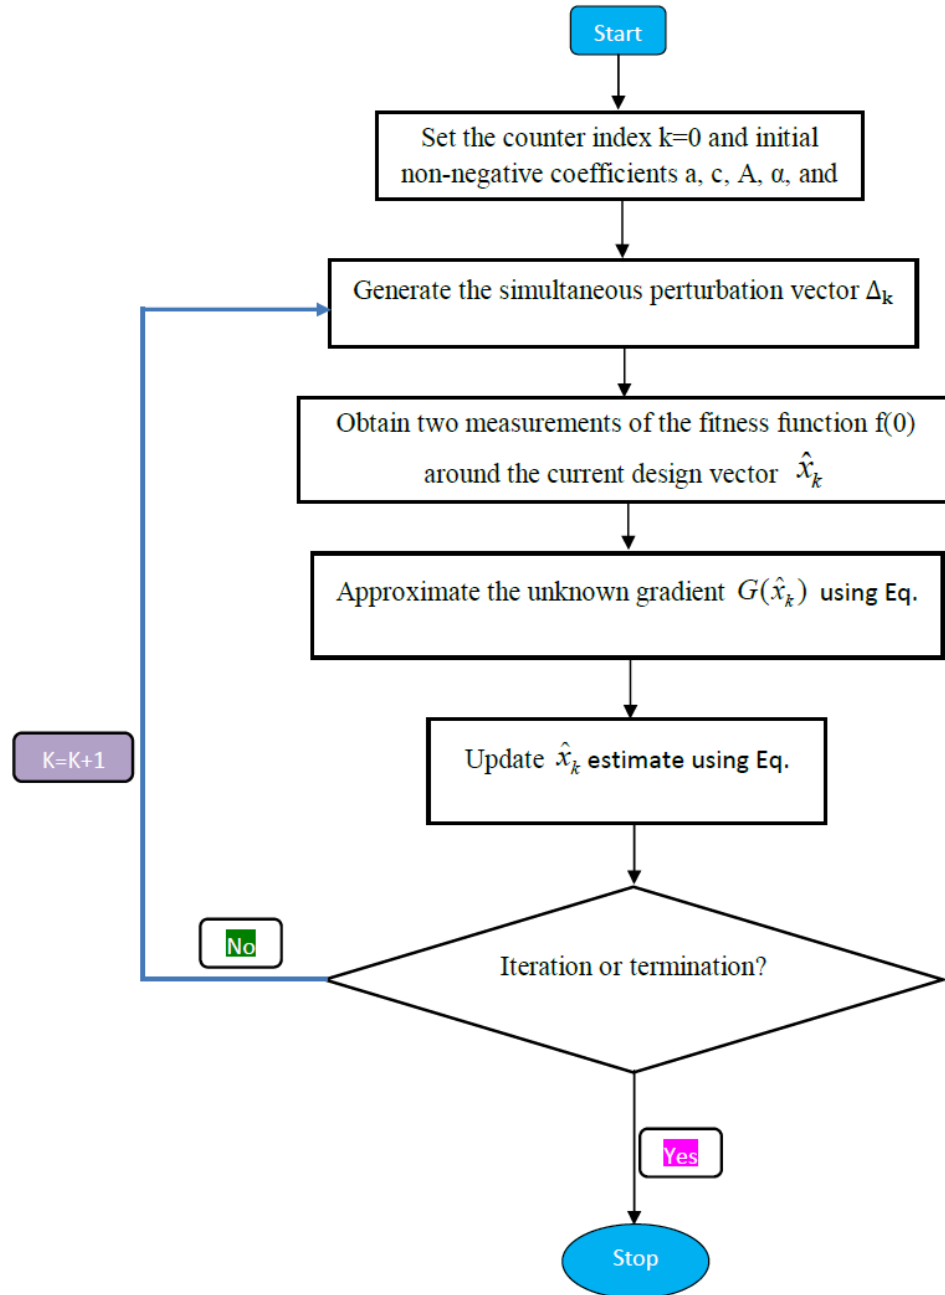 Start
Set the counter index k=0 and initial
non-negative coefficients a, c, A, α, and
Generate the simultaneous perturbation vector Δₖ
Obtain two measurements of the fitness function f(0)
around the current design vector x̂ₖ
Approximate the unknown gradient G(x̂ₖ) using Eq.
Update x̂ₖ estimate using Eq.
K=K+1
No
Iteration or termination?
Yes
Stop